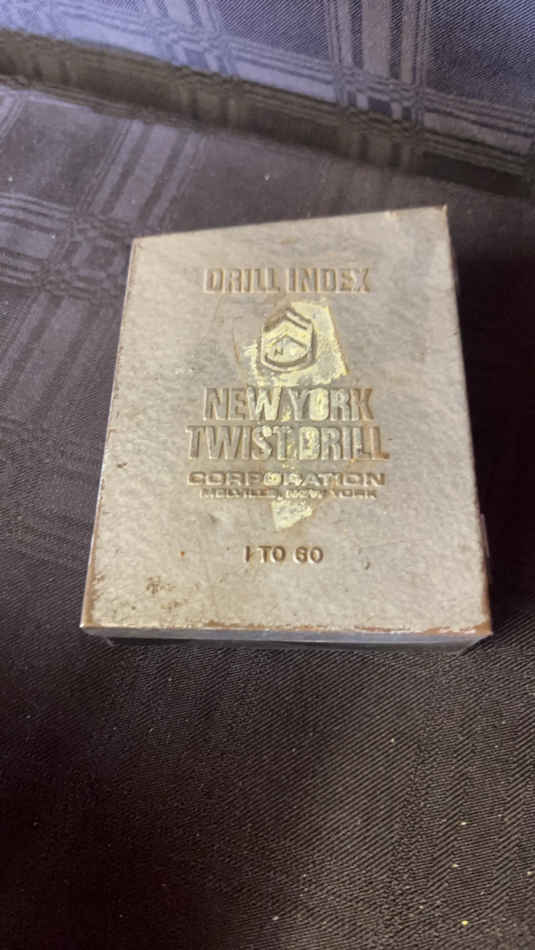 DRILL INDEX
NEW YORK
TWIST DRILL
CORPORATION
MELVILLE, NEW YORK
1 TO 60